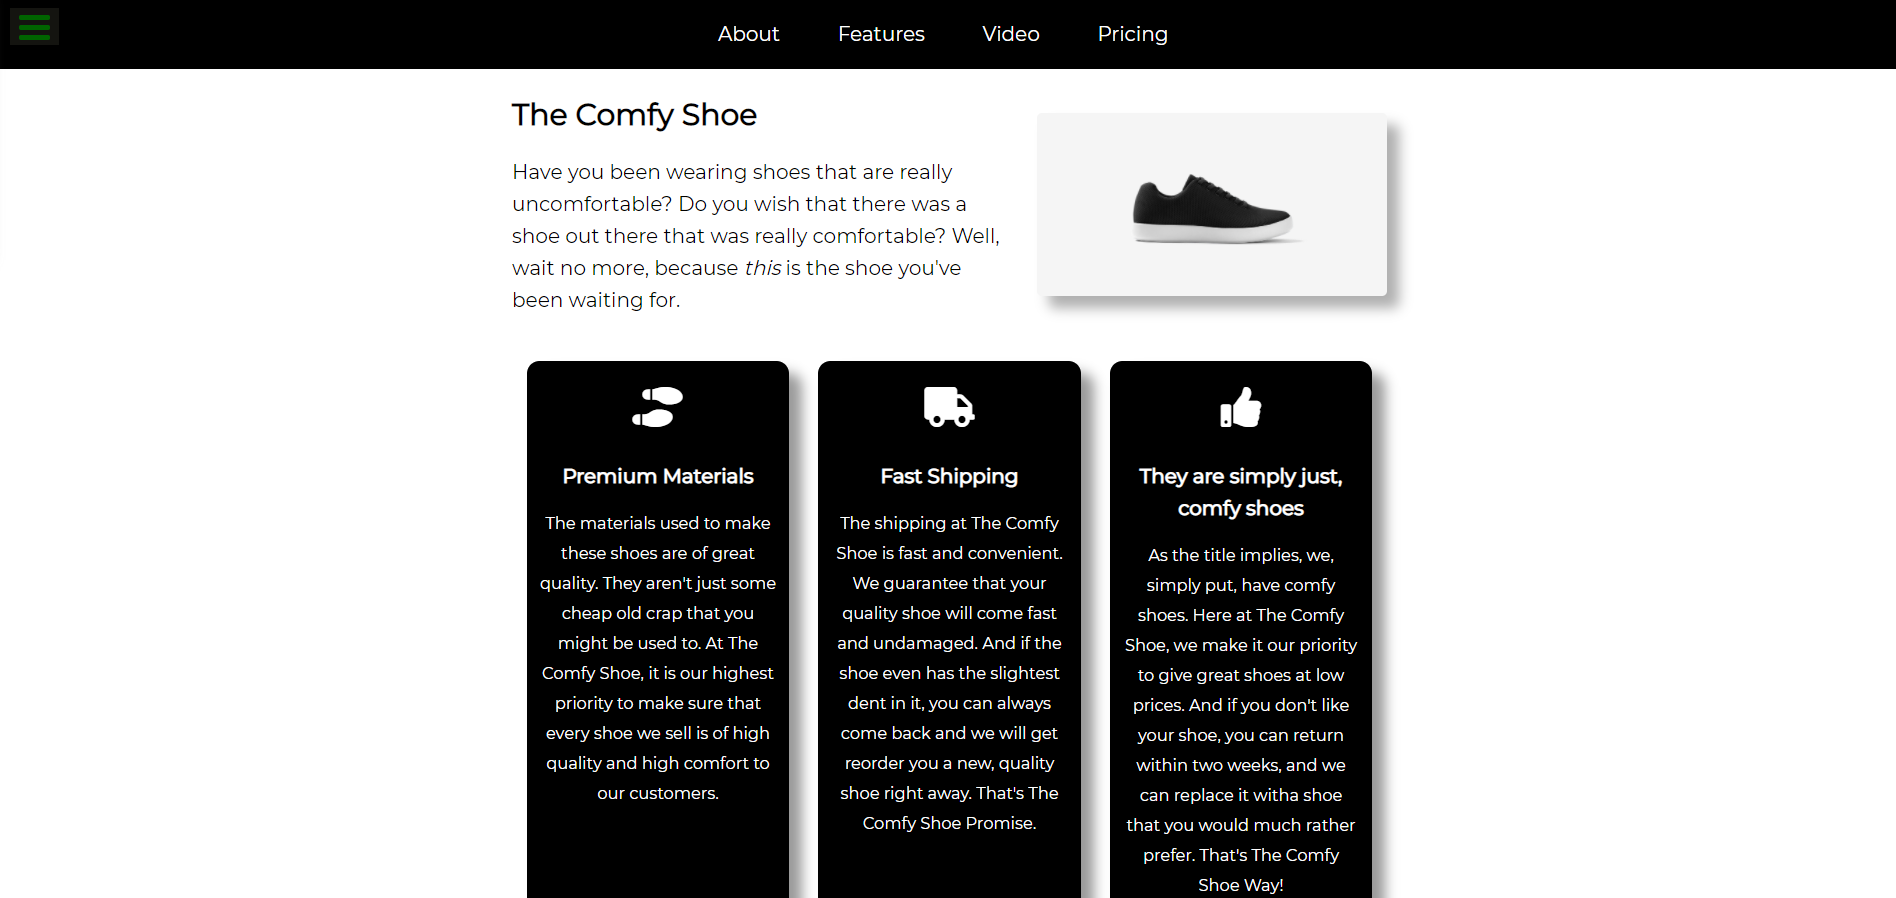 About Features Video Pricing
The Comfy Shoe
Have you been wearing shoes that are really
uncomfortable? Do you wish that there was a
shoe out there that was really comfortable? Well,
wait no more, because this is the shoe you've
been waiting for.
Premium Materials
The materials used to make
these shoes are of great
quality. They aren't just some
cheap old crap that you
might be used to. At The
Comfy Shoe, it is our highest
priority to make sure that
every shoe we sell is of high
quality and high comfort to
our customers.
Fast Shipping
The shipping at The Comfy
Shoe is fast and convenient.
We guarantee that your
quality shoe will come fast
and undamaged. And if the
shoe even has the slightest
dent in it, you can always
come back and we will get
reorder you a new, quality
shoe right away. That's The
Comfy Shoe Promise.
They are simply just,
comfy shoes
As the title implies, we,
simply put, have comfy
shoes. Here at The Comfy
Shoe, we make it our priority
to give great shoes at low
prices. And if you don't like
your shoe, you can return
within two weeks, and we
can replace it witha shoe
that you would much rather
prefer. That's The Comfy
Shoe Way!